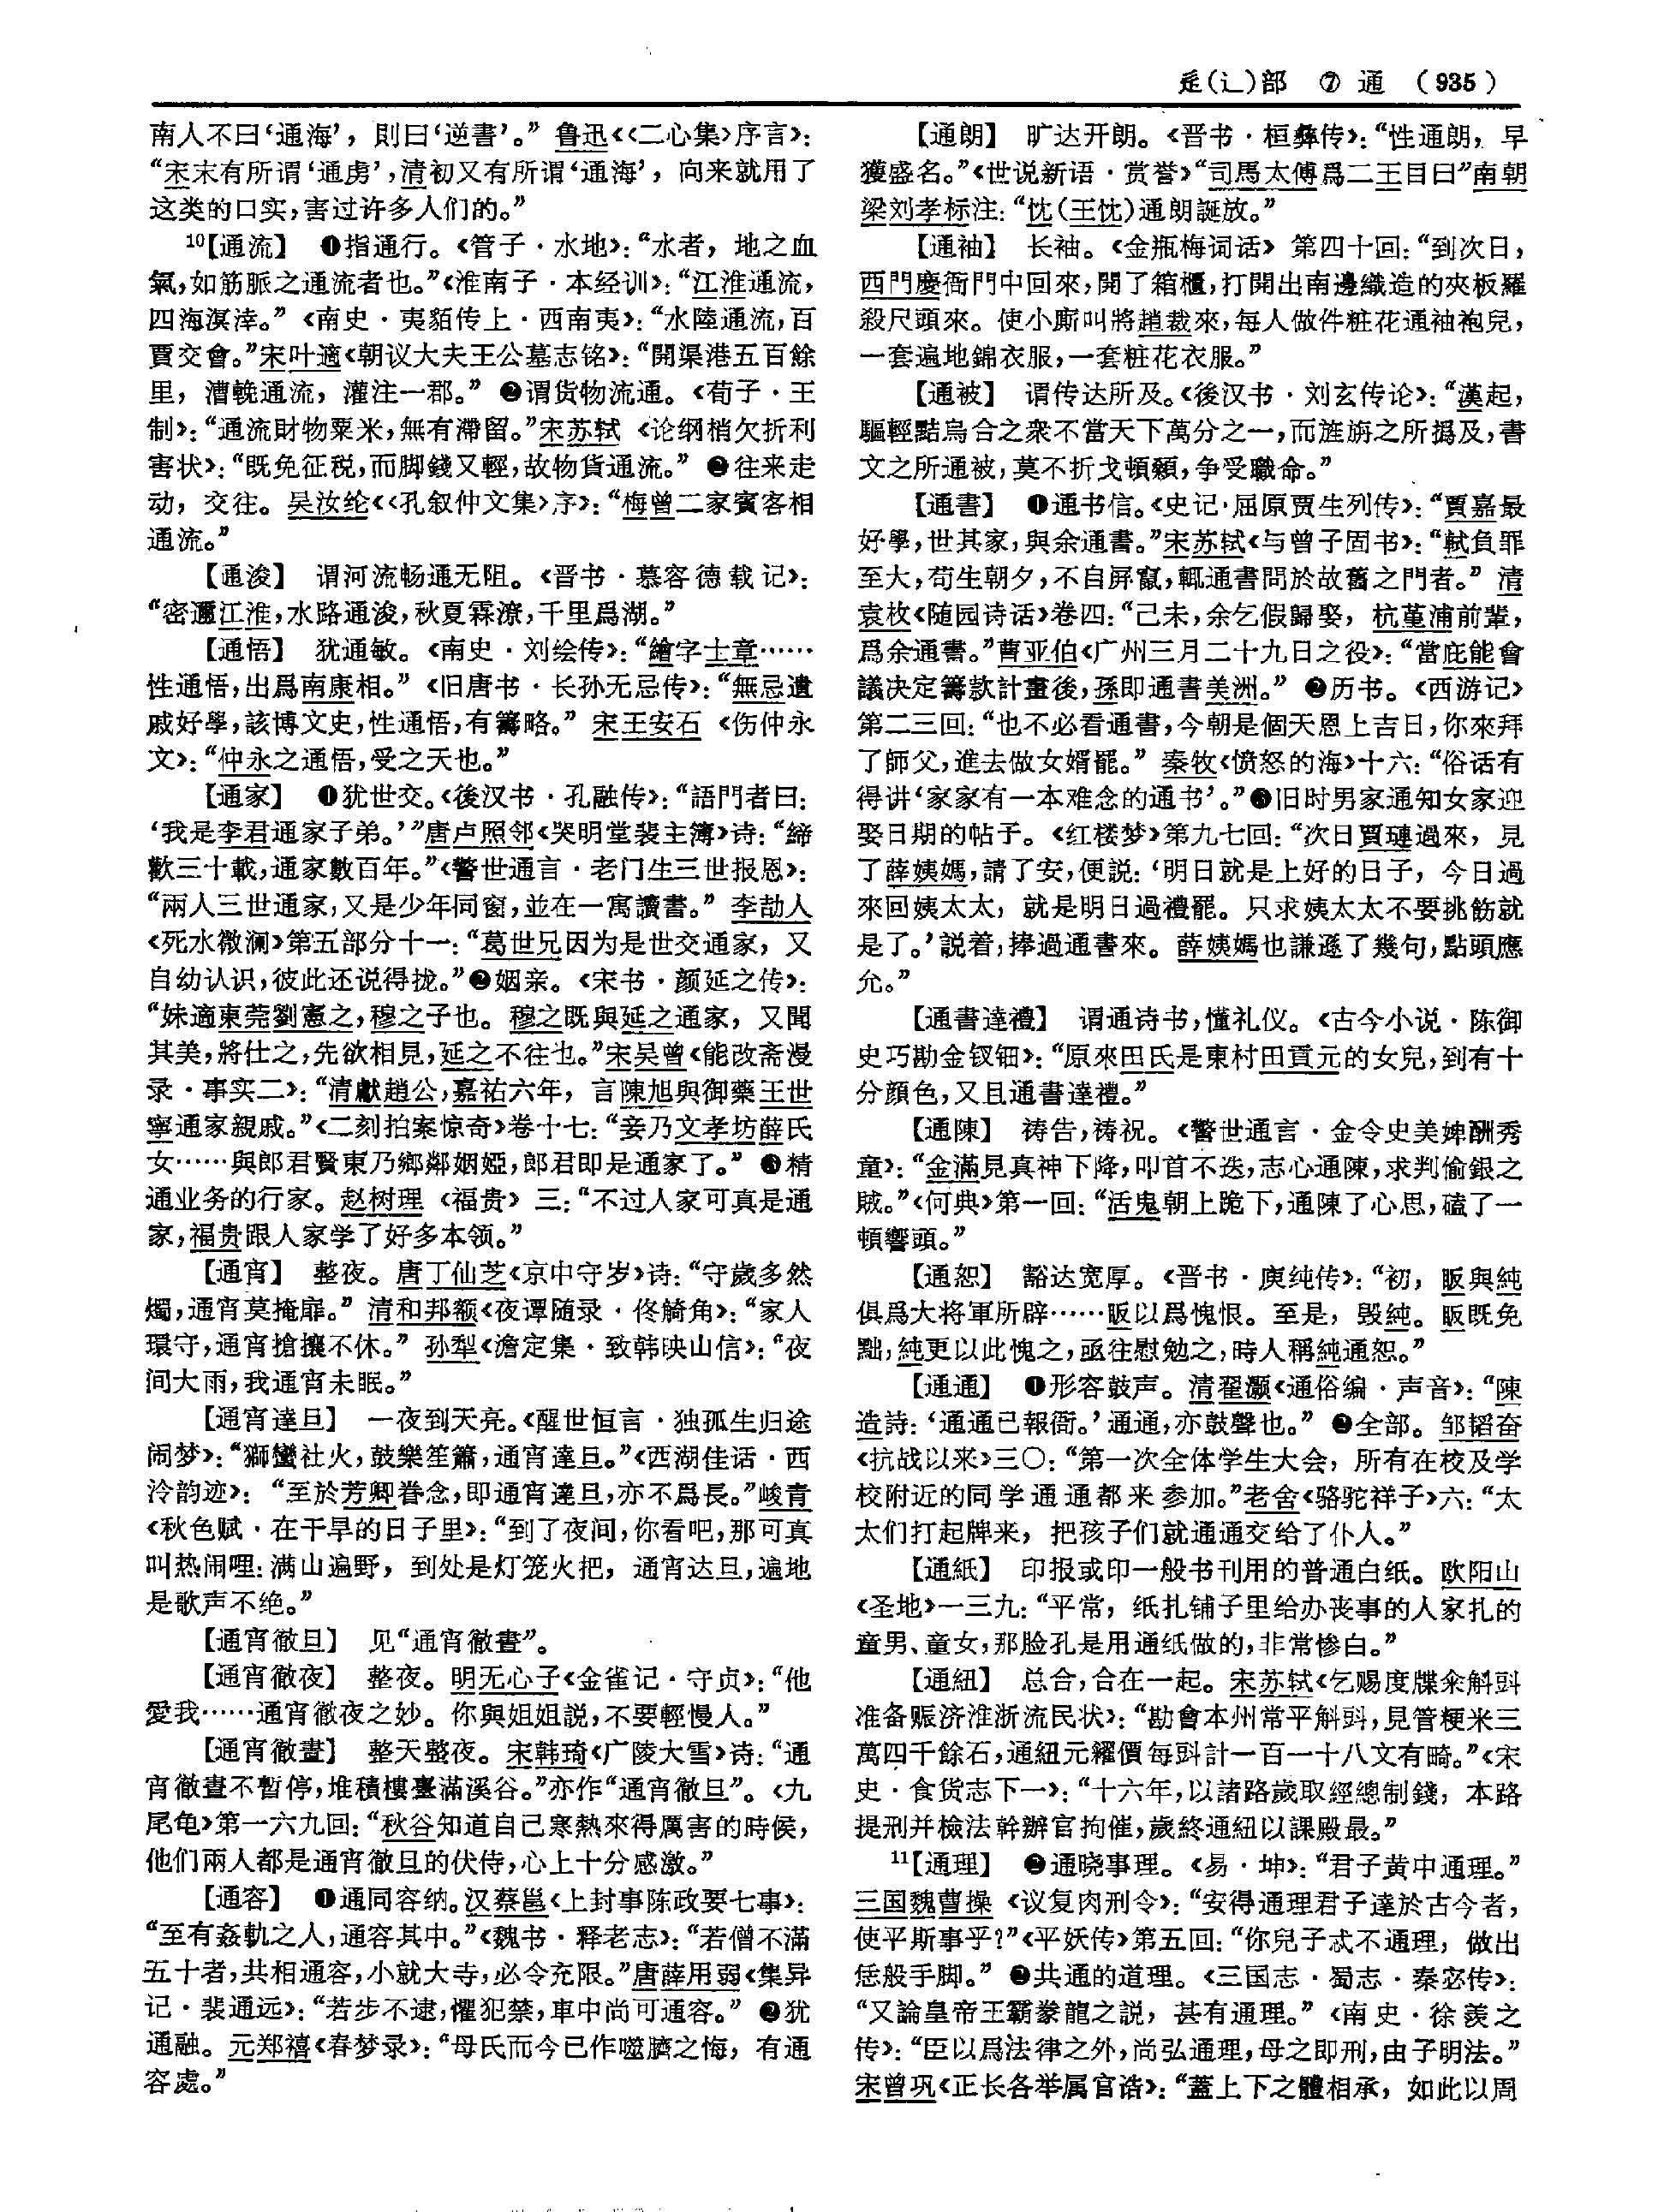 辵(辶)部 ⑦ 通 (935)
南人不曰‘通海’，則曰‘逆書’。”鲁迅《〈二心集〉序言》：
“宋末有所谓‘通虏’，清初又有所谓‘通海’，向来就用了
这类的口实，害过许多人们的。”
10【通流】 ❶指通行。《管子·水地》：“水者，地之血
氣，如筋脈之通流者也。”《淮南子·本经训》：“江淮通流，
四海溟涬。”《南史·夷貊传上·西南夷》：“水陸通流，百
賈交會。”宋叶適《朝议大夫王公墓志铭》：“開渠港五百餘
里，漕輓通流，灌注一郡。” ❷谓货物流通。《荀子·王
制》：“通流財物粟米，無有滯留。”宋苏轼《论纲梢欠折利
害状》：“既免征税，而脚錢又輕，故物貨通流。” ❸往来走
动，交往。吴汝纶《〈孔叙仲文集〉序》：“梅曾二家賓客相
通流。”
【通浚】 谓河流畅通无阻。《晋书·慕容德载记》：
“密邇江淮，水路通浚，秋夏霖潦，千里爲湖。”
【通悟】 犹通敏。《南史·刘绘传》：“繪字士章……
性通悟，出爲南康相。”《旧唐书·长孙无忌传》：“無忌遺
戚好學，該博文史，性通悟，有籌略。”宋王安石《伤仲永
文》：“仲永之通悟，受之天也。”
【通家】 ❶犹世交。《後汉书·孔融传》：“語門者曰：
‘我是李君通家子弟。’”唐卢照邻《哭明堂裴主簿》诗：“締
歡三十載，通家數百年。”《警世通言·老门生三世报恩》：
“兩人三世通家，又是少年同窗，並在一寓讀書。”李劼人
《死水微澜》第五部分十一：“葛世兄因为是世交通家，又
自幼认识，彼此还说得拢。”❷姻亲。《宋书·颜延之传》：
“妹適東莞劉憲之，穆之子也。穆之既與延之通家，又聞
其美，將仕之，先欲相見，延之不往也。”宋吴曾《能改斋漫
录·事实二》：“清獻趙公，嘉祐六年，言陳旭與御藥王世
寧通家親戚。”《二刻拍案惊奇》卷十七：“妾乃文孝坊薛氏
女……與郎君賢東乃鄉鄰姻婭，郎君即是通家了。” ❸精
通业务的行家。赵树理《福贵》三：“不过人家可真是通
家，福贵跟人家学了好多本领。”
【通宵】 整夜。唐丁仙芝《京中守岁》诗：“守歲多然
燭，通宵莫掩扉。”清和邦额《夜谭随录·佟觭角》：“家人
環守，通宵搶攘不休。”孙犁《澹定集·致韩映山信》：“夜
间大雨，我通宵未眠。”
【通宵達旦】 一夜到天亮。《醒世恒言·独孤生归途
闹梦》：“獅蠻社火，鼓樂笙簫，通宵達旦。”《西湖佳话·西
泠韵迹》：“至於芳卿眷念，即通宵達旦，亦不爲長。”峻青
《秋色赋·在干旱的日子里》：“到了夜间，你看吧，那可真
叫热闹哩：满山遍野，到处是灯笼火把，通宵达旦，遍地
是歌声不绝。”
【通宵徹旦】 见“通宵徹晝”。
【通宵徹夜】 整夜。明无心子《金雀记·守贞》：“他
愛我……通宵徹夜之妙。你與姐姐説，不要輕慢人。”
【通宵徹晝】 整天整夜。宋韩琦《广陵大雪》诗：“通
宵徹晝不暫停，堆積樓臺滿溪谷。”亦作“通宵徹旦”。《九
尾龟》第一六九回：“秋谷知道自己寒熱來得厲害的時侯，
他们兩人都是通宵徹旦的伏侍，心上十分感激。”
【通容】 ❶通同容纳。汉蔡邕《上封事陈政要七事》：
“至有姦軌之人，通容其中。”《魏书·释老志》：“若僧不滿
五十者，共相通容，小就大寺，必令充限。”唐薛用弱《集异
记·裴通远》：“若步不逮，懼犯禁，車中尚可通容。” ❷犹
通融。元郑禧《春梦录》：“母氏而今已作噬臍之悔，有通
容處。”
【通朗】 旷达开朗。《晋书·桓彝传》：“性通朗，早
獲盛名。”《世说新语·赏誉》“司馬太傅爲二王目曰”南朝
梁刘孝标注：“忱(王忱)通朗誕放。”
【通袖】 长袖。《金瓶梅词话》第四十回：“到次日，
西門慶衙門中回來，開了箱櫃，打開出南邊織造的夾板羅
殺尺頭來。使小廝叫將趙裁來，每人做件粧花通袖袍兒，
一套遍地錦衣服，一套粧花衣服。”
【通被】 谓传达所及。《後汉书·刘玄传论》：“漢起，
驅輕黠烏合之衆不當天下萬分之一，而旌旃之所撝及，書
文之所通被，莫不折戈頓顙，争受職命。”
【通書】 ❶通书信。《史记·屈原贾生列传》：“賈嘉最
好學，世其家，與余通書。”宋苏轼《与曾子固书》：“軾負罪
至大，苟生朝夕，不自屏竄，輒通書問於故舊之門者。”清
袁枚《随园诗话》卷四：“己未，余乞假歸娶，杭堇浦前輩，
爲余通書。”曹亚伯《广州三月二十九日之役》：“當庇能會
議决定籌款計畫後，孫即通書美洲。” ❷历书。《西游记》
第二三回：“也不必看通書，今朝是個天恩上吉日，你來拜
了師父，進去做女婿罷。”秦牧《愤怒的海》十六：“俗话有
得讲‘家家有一本难念的通书’。”❸旧时男家通知女家迎
娶日期的帖子。《红楼梦》第九七回：“次日賈璉過來，見
了薛姨媽，請了安，便説：‘明日就是上好的日子，今日過
來回姨太太，就是明日過禮罷。只求姨太太不要挑飭就
是了。’説着，捧過通書來。薛姨媽也謙遜了幾句，點頭應
允。”
【通書達禮】 谓通诗书，懂礼仪。《古今小说·陈御
史巧勘金钗钿》：“原來田氏是東村田貢元的女兒，到有十
分顔色，又且通書達禮。”
【通陳】 祷告，祷祝。《警世通言·金令史美婢酬秀
童》：“金滿見真神下降，叩首不迭，志心通陳，求判偷銀之
賊。”《何典》第一回：“活鬼朝上跪下，通陳了心思，磕了一
頓響頭。”
【通恕】 豁达宽厚。《晋书·庾纯传》：“初，販與純
俱爲大将軍所辟……販以爲愧恨。至是，毁純。販既免
黜，純更以此愧之，亟往慰勉之，時人稱純通恕。”
【通通】 ❶形容鼓声。清翟灏《通俗编·声音》：“陳
造詩：‘通通已報衙。’通通，亦鼓聲也。” ❷全部。邹韬奋
《抗战以来》三〇：“第一次全体学生大会，所有在校及学
校附近的同学通通都来参加。”老舍《骆驼祥子》六：“太
太们打起牌来，把孩子们就通通交给了仆人。”
【通紙】 印报或印一般书刊用的普通白纸。欧阳山
《圣地》一三九：“平常，纸扎铺子里给办丧事的人家扎的
童男、童女，那脸孔是用通纸做的，非常惨白。”
【通紐】 总合，合在一起。宋苏轼《乞赐度牒籴斛㪷
准备赈济淮浙流民状》：“勘會本州常平斛㪷，見管粳米三
萬四千餘石，通紐元糴價每㪷計一百一十八文有畸。”《宋
史·食货志下一》：“十六年，以諸路歲取經總制錢，本路
提刑并檢法幹辦官拘催，歲終通紐以課殿最。”
11【通理】 ❶通晓事理。《易·坤》：“君子黄中通理。”
三国魏曹操《议复肉刑令》：“安得通理君子達於古今者，
使平斯事乎？”《平妖传》第五回：“你兒子忒不通理，做出
恁般手脚。” ❷共通的道理。《三国志·蜀志·秦宓传》：
“又論皇帝王霸豢龍之説，甚有通理。”《南史·徐羡之
传》：“臣以爲法律之外，尚弘通理，母之即刑，由子明法。”
宋曾巩《正长各举属官诰》：“蓋上下之體相承，如此以周